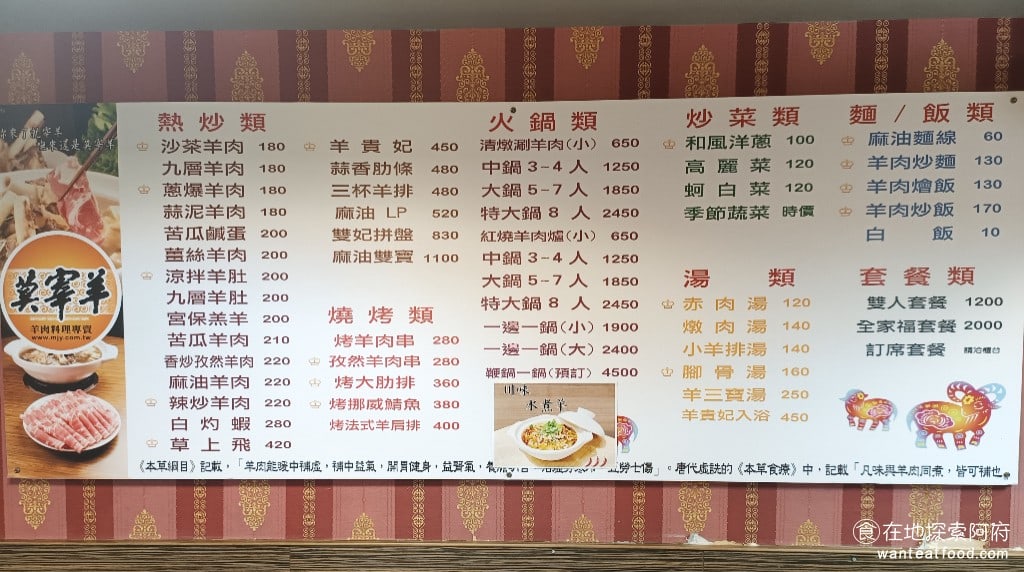 熱炒類
沙茶羊肉 180
九層羊肉 180
蔥爆羊肉 180
蒜泥羊肉 180
苦瓜鹹蛋 200
薑絲羊肉 200
涼拌羊肚 200
九層羊肚 200
宮保羔羊 200
苦瓜羊肉 210
香炒孜然羊肉 220
麻油羊肉 220
辣炒羊肉 220
白灼蝦 280
草上飛 420
羊貴妃 450
蒜香肋條 480
三杯羊排 480
麻油 LP 520
雙妃拼盤 830
麻油雙寶 1100
燒烤類
烤羊肉串 280
孜然羊肉串 280
烤大肋排 360
烤挪威鯖魚 380
烤法式羊肩排 400
火鍋類
清燉涮羊肉(小) 650
中鍋 3-4 人 1250
大鍋 5-7 人 1850
特大鍋 8 人 2450
紅燒羊肉爐(小) 650
中鍋 3-4 人 1250
大鍋 5-7 人 1850
特大鍋 8 人 2450
一邊一鍋(小) 1900
一邊一鍋(大) 2400
鞭鍋一鍋(預訂) 4500
川味
水煮羊
炒菜類
和風洋蔥 100
高麗菜 120
蚵白菜 120
季節蔬菜 時價
湯類
赤肉湯 120
燉肉湯 140
小羊排湯 140
腳骨湯 160
羊三寶湯 250
羊貴妃入浴 450
麵/飯類
麻油麵線 60
羊肉炒麵 130
羊肉燴飯 130
羊肉炒飯 170
白飯 10
套餐類
雙人套餐 1200
全家福套餐 2000
訂席套餐 請洽櫃台
莫宰羊
羊肉料理專賣
www.mjy.com.tw
《本草綱目》記載,「羊肉能暖中補虛,補中益氣,開胃健身,益腎氣,
五勞七傷」。唐代處詵的《本草食療》中,記載「凡味與羊肉同煮,皆可補也
食在地探索阿府
wanteatfood.com